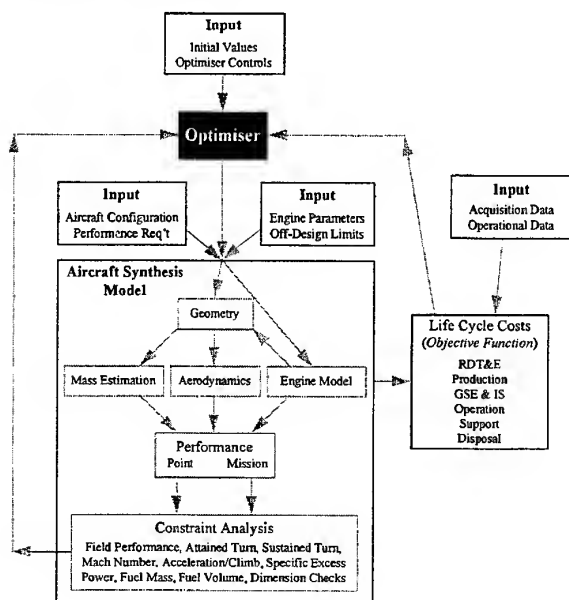 Input
Initial Values
Optimiser Controls
Optimiser
Input
Aircraft Configuration
Performance Req't
Input
Engine Parameters
Off-Design Limits
Input
Acquisition Data
Operational Data
Aircraft Synthesis
Model
Geometry
Mass Estimation
Aerodynamics
Engine Model
Performance
Point Mission
Constraint Analysis
Field Performance, Attained Turn, Sustained Turn,
Mach Number, Acceleration/Climb, Specific Excess
Power, Fuel Mass, Fuel Volume, Dimension Checks
Life Cycle Costs
(Objective Function)
RDT&E
Production
GSE & IS
Operation
Support
Disposal